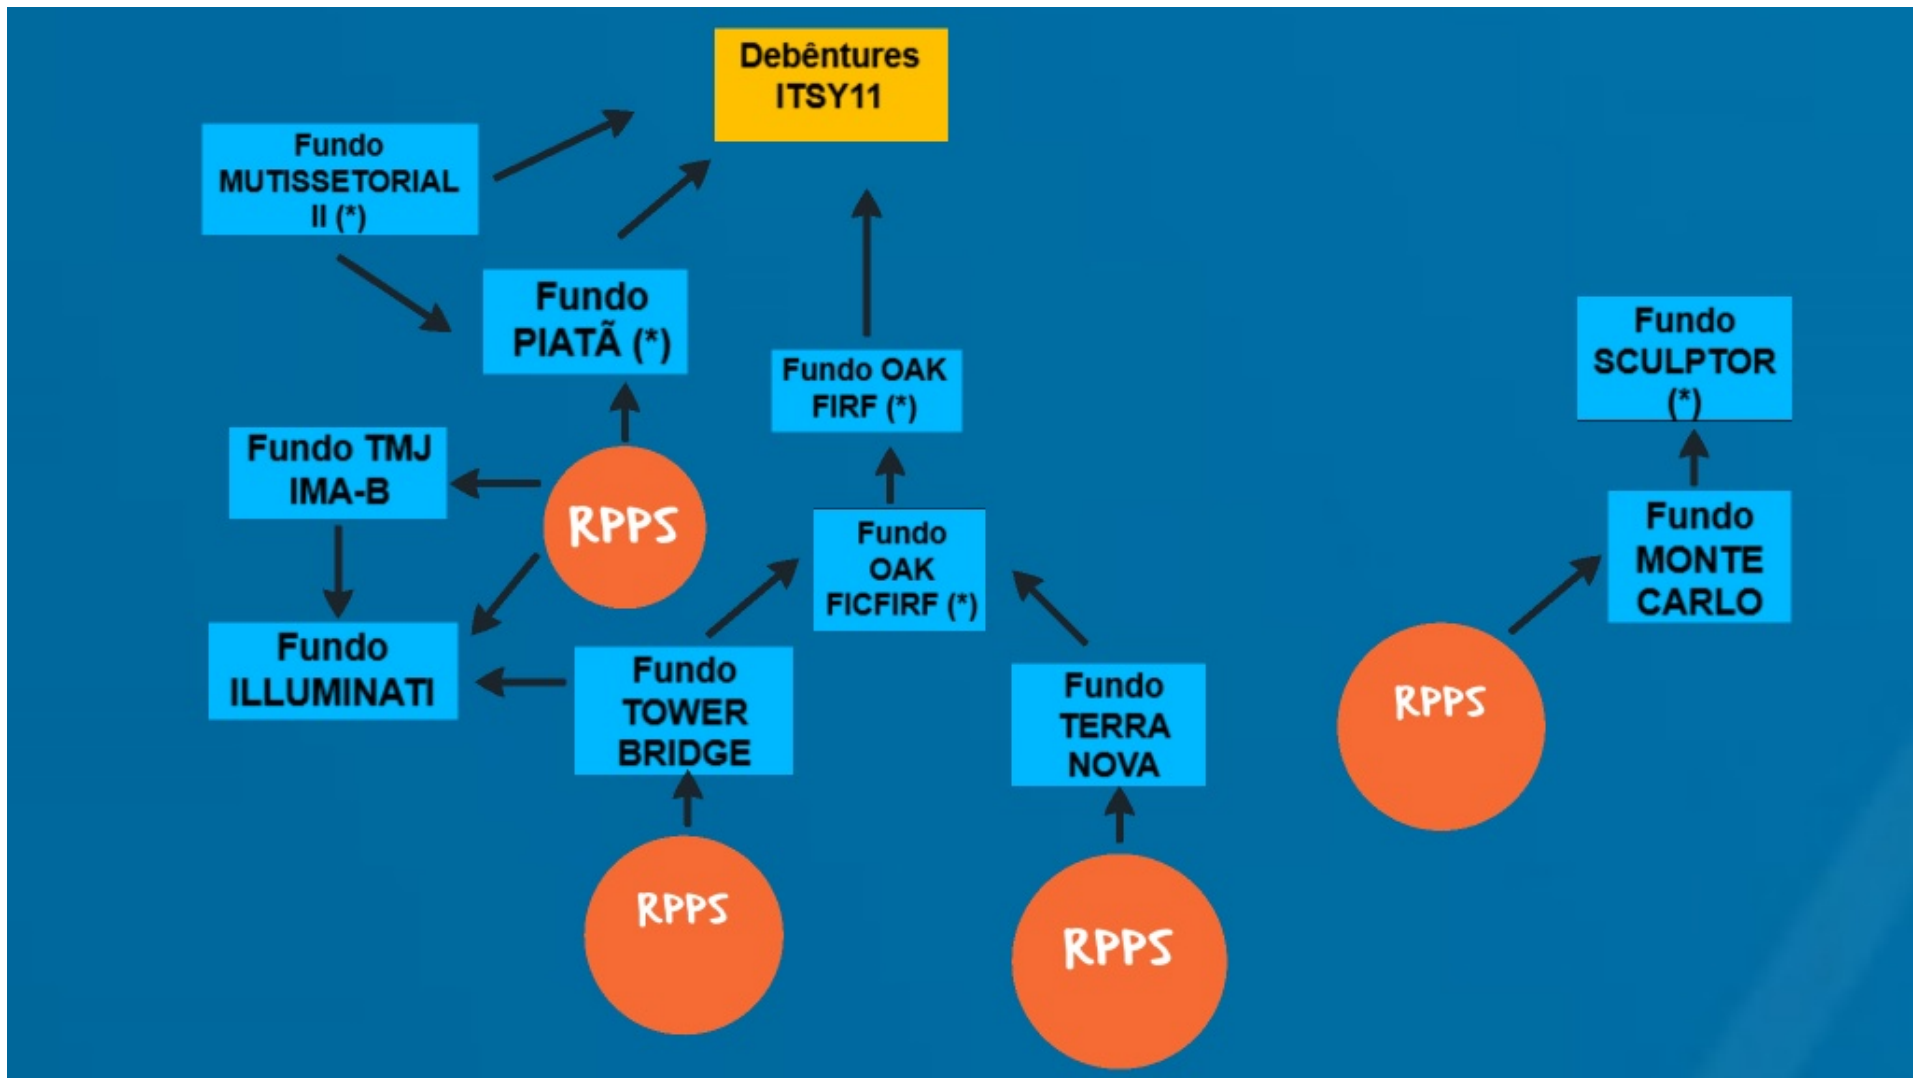 Debêntures
ITSY11
Fundo
MUTISSETORIAL
II (*)
Fundo
PIATÃ (*)
Fundo OAK
FIRF (*)
Fundo
SCULPTOR
(*)
Fundo TMJ
IMA-B
RPPS
Fundo
OAK
FICFIRF (*)
Fundo
MONTE
CARLO
Fundo
ILLUMINATI
Fundo
TOWER
BRIDGE
Fundo
TERRA
NOVA
RPPS
RPPS
RPPS